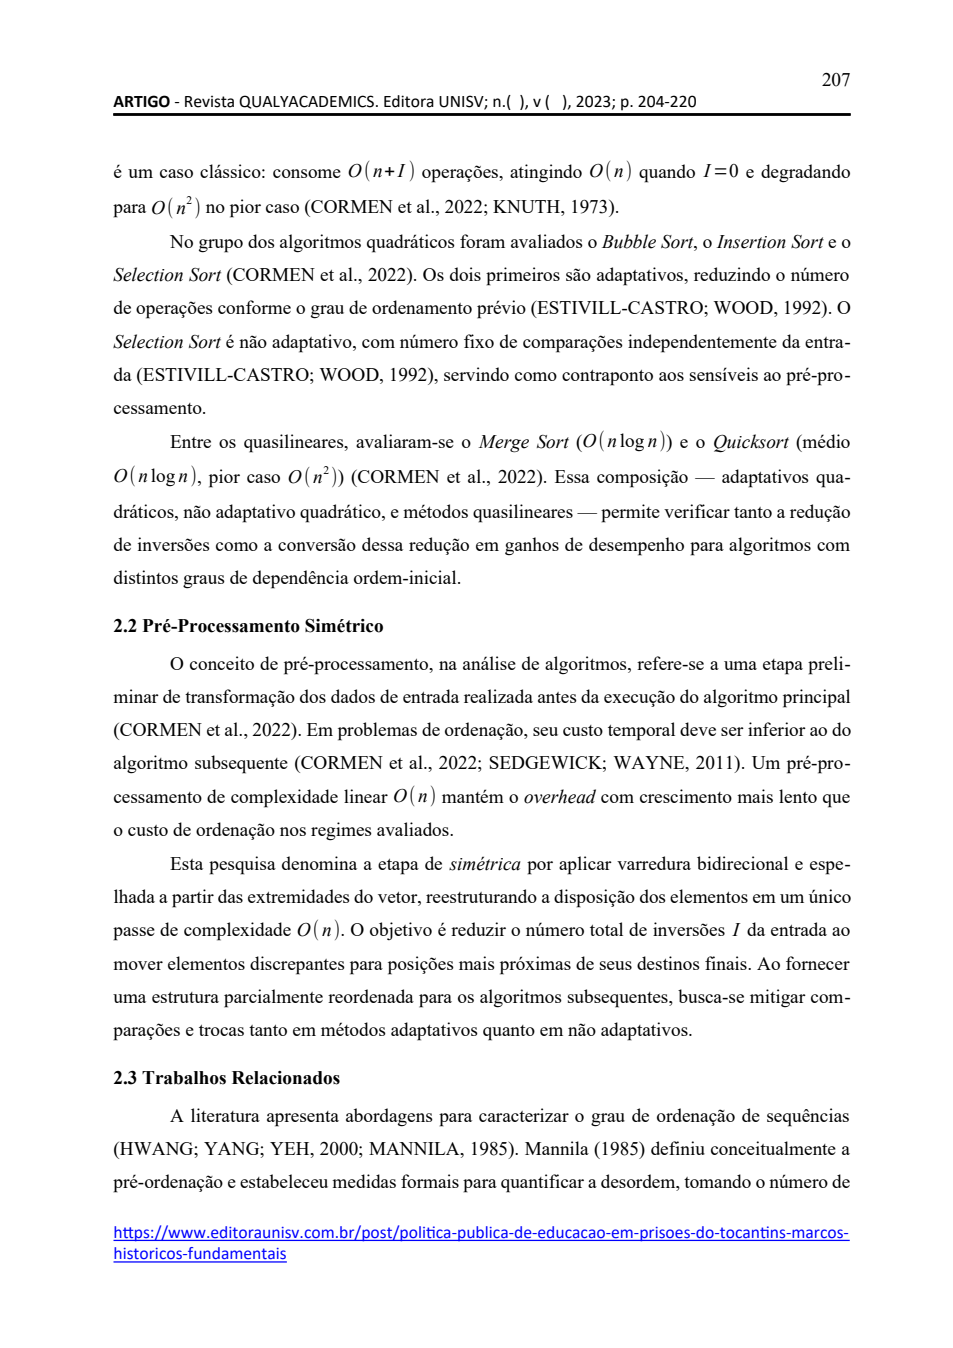 207
ARTIGO - Revista QUALYACADEMICS. Editora UNISV; n.( ), v ( ), 2023; p. 204-220
é um caso clássico: consome O(n+I) operações, atingindo O(n) quando I=0 e degradando
para O(n²) no pior caso (CORMEN et al., 2022; KNUTH, 1973).
No grupo dos algoritmos quadráticos foram avaliados o Bubble Sort, o Insertion Sort e o
Selection Sort (CORMEN et al., 2022). Os dois primeiros são adaptativos, reduzindo o número
de operações conforme o grau de ordenamento prévio (ESTIVILL-CASTRO; WOOD, 1992). O
Selection Sort é não adaptativo, com número fixo de comparações independentemente da entra-
da (ESTIVILL-CASTRO; WOOD, 1992), servindo como contraponto aos sensíveis ao pré-pro-
cessamento.
Entre os quasilineares, avaliaram-se o Merge Sort (O(n log n)) e o Quicksort (médio
O(n log n), pior caso O(n²)) (CORMEN et al., 2022). Essa composição — adaptativos qua-
dráticos, não adaptativo quadrático, e métodos quasilineares — permite verificar tanto a redução
de inversões como a conversão dessa redução em ganhos de desempenho para algoritmos com
distintos graus de dependência ordem-inicial.
2.2 Pré-Processamento Simétrico
O conceito de pré-processamento, na análise de algoritmos, refere-se a uma etapa preli-
minar de transformação dos dados de entrada realizada antes da execução do algoritmo principal
(CORMEN et al., 2022). Em problemas de ordenação, seu custo temporal deve ser inferior ao do
algoritmo subsequente (CORMEN et al., 2022; SEDGEWICK; WAYNE, 2011). Um pré-pro-
cessamento de complexidade linear O(n) mantém o overhead com crescimento mais lento que
o custo de ordenação nos regimes avaliados.
Esta pesquisa denomina a etapa de simétrica por aplicar varredura bidirecional e espe-
lhada a partir das extremidades do vetor, reestruturando a disposição dos elementos em um único
passe de complexidade O(n). O objetivo é reduzir o número total de inversões I da entrada ao
mover elementos discrepantes para posições mais próximas de seus destinos finais. Ao fornecer
uma estrutura parcialmente reordenada para os algoritmos subsequentes, busca-se mitigar com-
parações e trocas tanto em métodos adaptativos quanto em não adaptativos.
2.3 Trabalhos Relacionados
A literatura apresenta abordagens para caracterizar o grau de ordenação de sequências
(HWANG; YANG; YEH, 2000; MANNILA, 1985). Mannila (1985) definiu conceitualmente a
pré-ordenação e estabeleceu medidas formais para quantificar a desordem, tomando o número de
https://www.editoraunisv.com.br/post/politica-publica-de-educacao-em-prisoes-do-tocantins-marcos-
historicos-fundamentais